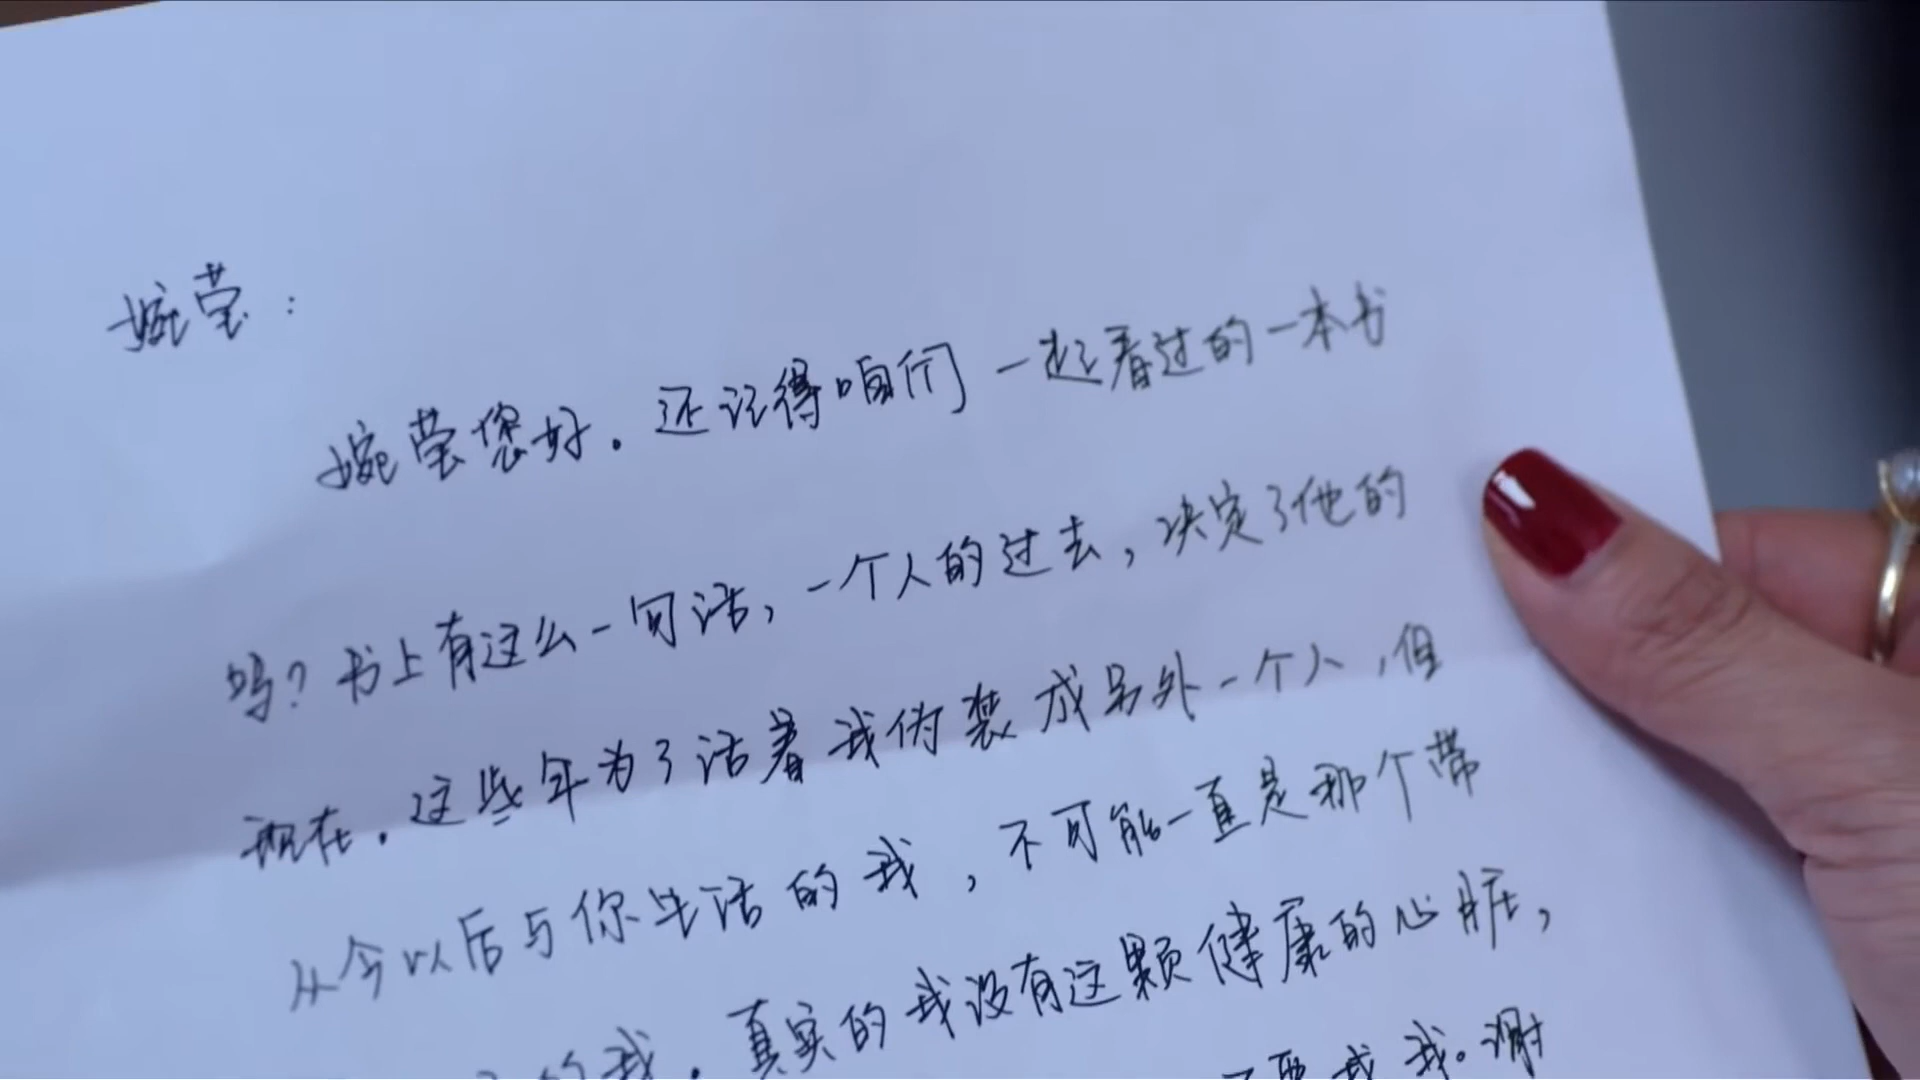 婉莹：
婉莹您好。还记得咱们一起看过的一本书
吗？书上有这么一句话，一个人的过去，决定了他的
现在。这些年为了活着我伪装成另外一个人，但
从今以后与你生活的我，不可能一直是那个带
的我。真实的我没有这颗健康的心脏，
要找我。谢